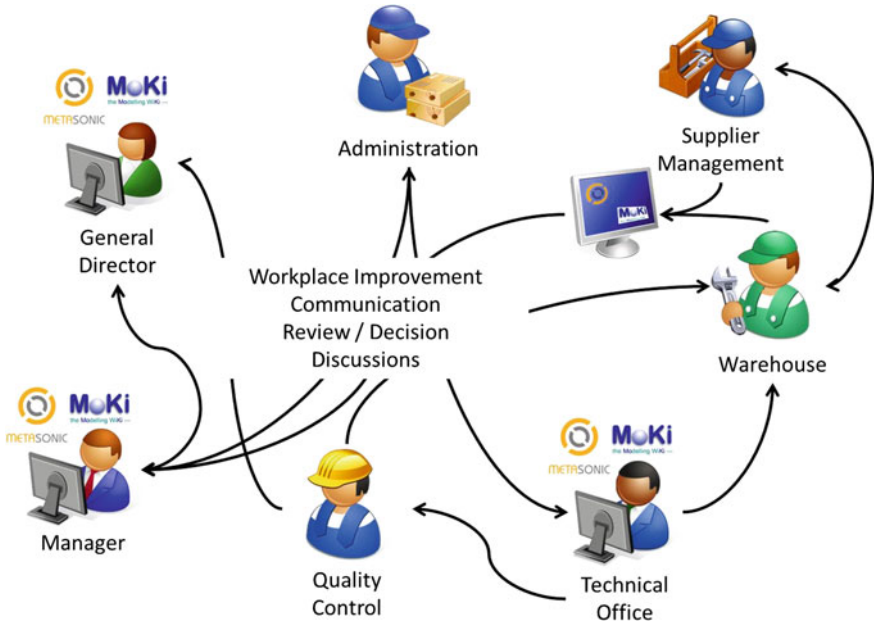 MoKi
the Modelling WiKi
METASONIC
General
Director
Administration
Supplier
Management
MoKi
Workplace Improvement
Communication
Review / Decision
Discussions
Warehouse
MoKi
the Modelling WiKi
METASONIC
Manager
Quality
Control
MoKi
the Modelling WiKi
METASONIC
Technical
Office